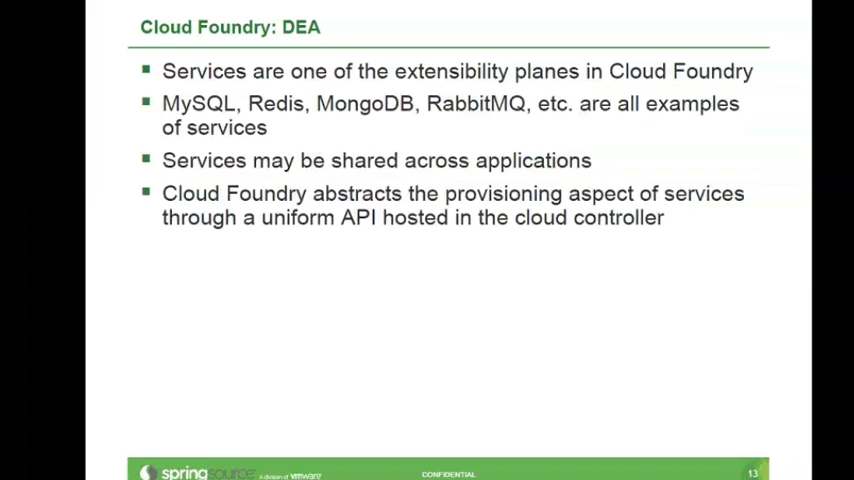 Cloud Foundry: DEA
Services are one of the extensibility planes in Cloud Foundry
MySQL, Redis, MongoDB, RabbitMQ, etc. are all examples
of services
Services may be shared across applications
Cloud Foundry abstracts the provisioning aspect of services
through a uniform API hosted in the cloud controller
springsource A division of vmware CONFIDENTIAL 13